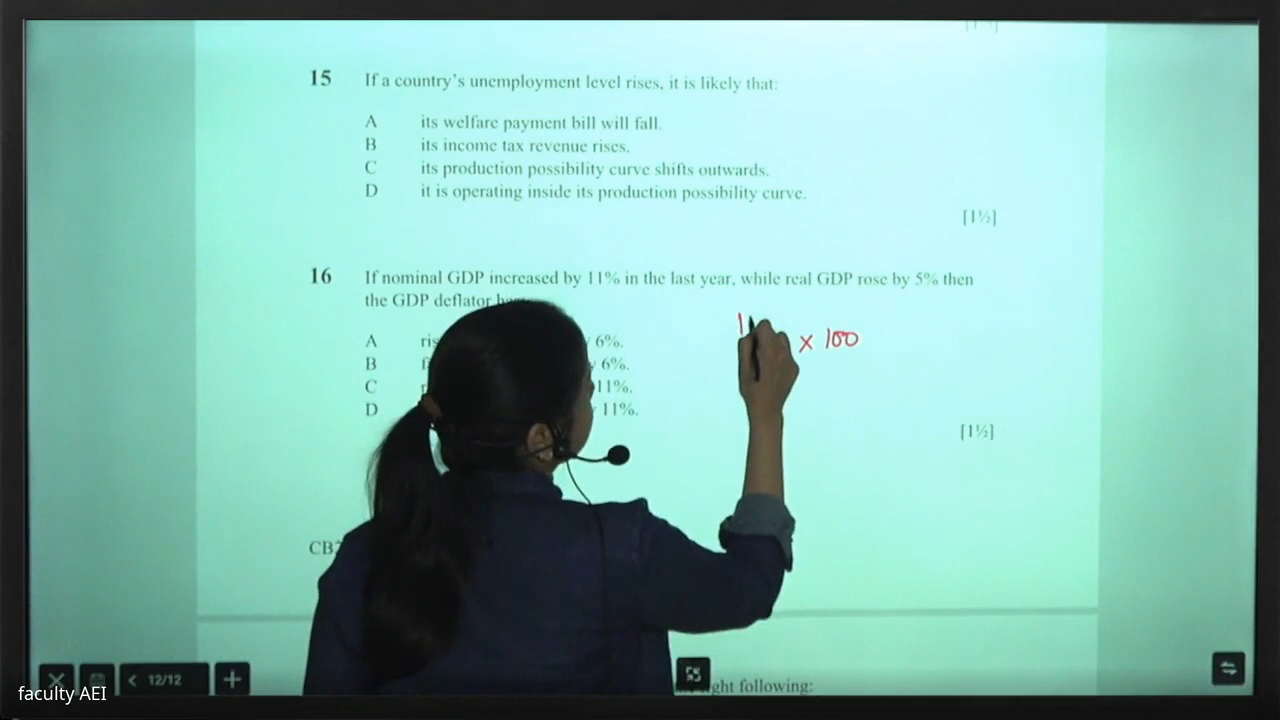 15 If a country's unemployment level rises, it is likely that:
A its welfare payment bill will fall.
B its income tax revenue rises.
C its production possibility curve shifts outwards.
D it is operating inside its production possibility curve.
[1½]
16 If nominal GDP increased by 11% in the last year, while real GDP rose by 5% then
the GDP deflator
x 100
A 6%.
B 6%.
C 11%.
D 11%.
[1½]
12/12
following:
faculty AEI